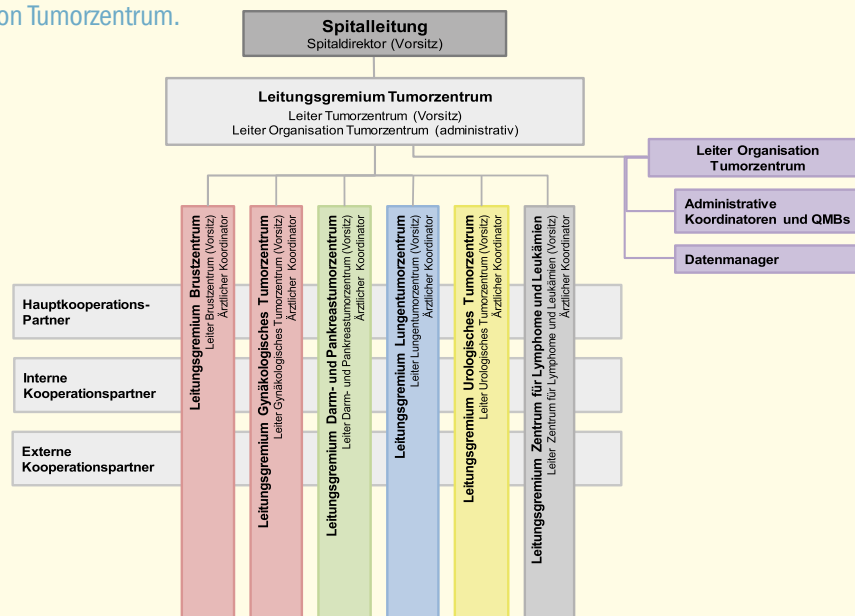 on Tumorzentrum.
Spitalleitung
Spitaldirektor (Vorsitz)
Leitungsgremium Tumorzentrum
Leiter Tumorzentrum (Vorsitz)
Leiter Organisation Tumorzentrum (administrativ)
Leiter Organisation
Tumorzentrum
Administrative
Koordinatoren und QMBs
Datenmanager
Hauptkooperations-
Partner
Interne
Kooperationspartner
Externe
Kooperationspartner
Leitungsgremium Brustzentrum
Leiter Brustzentrum (Vorsitz)
Ärztlicher Koordinator
Leitungsgremium Gynäkologisches Tumorzentrum
Leiter Gynäkologisches Tumorzentrum (Vorsitz)
Ärztlicher Koordinator
Leitungsgremium Darm- und Pankreastumorzentrum
Leiter Darm- und Pankreastumorzentrum (Vorsitz)
Ärztlicher Koordinator
Leitungsgremium Lungentumorzentrum
Leiter Lungentumorzentrum (Vorsitz)
Ärztlicher Koordinator
Leitungsgremium Urologisches Tumorzentrum
Leiter Urologisches Tumorzentrum (Vorsitz)
Ärztlicher Koordinator
Leitungsgremium Zentrum für Lymphome und Leukämien
Leiter Zentrum für Lymphome und Leukämien (Vorsitz)
Ärztlicher Koordinator